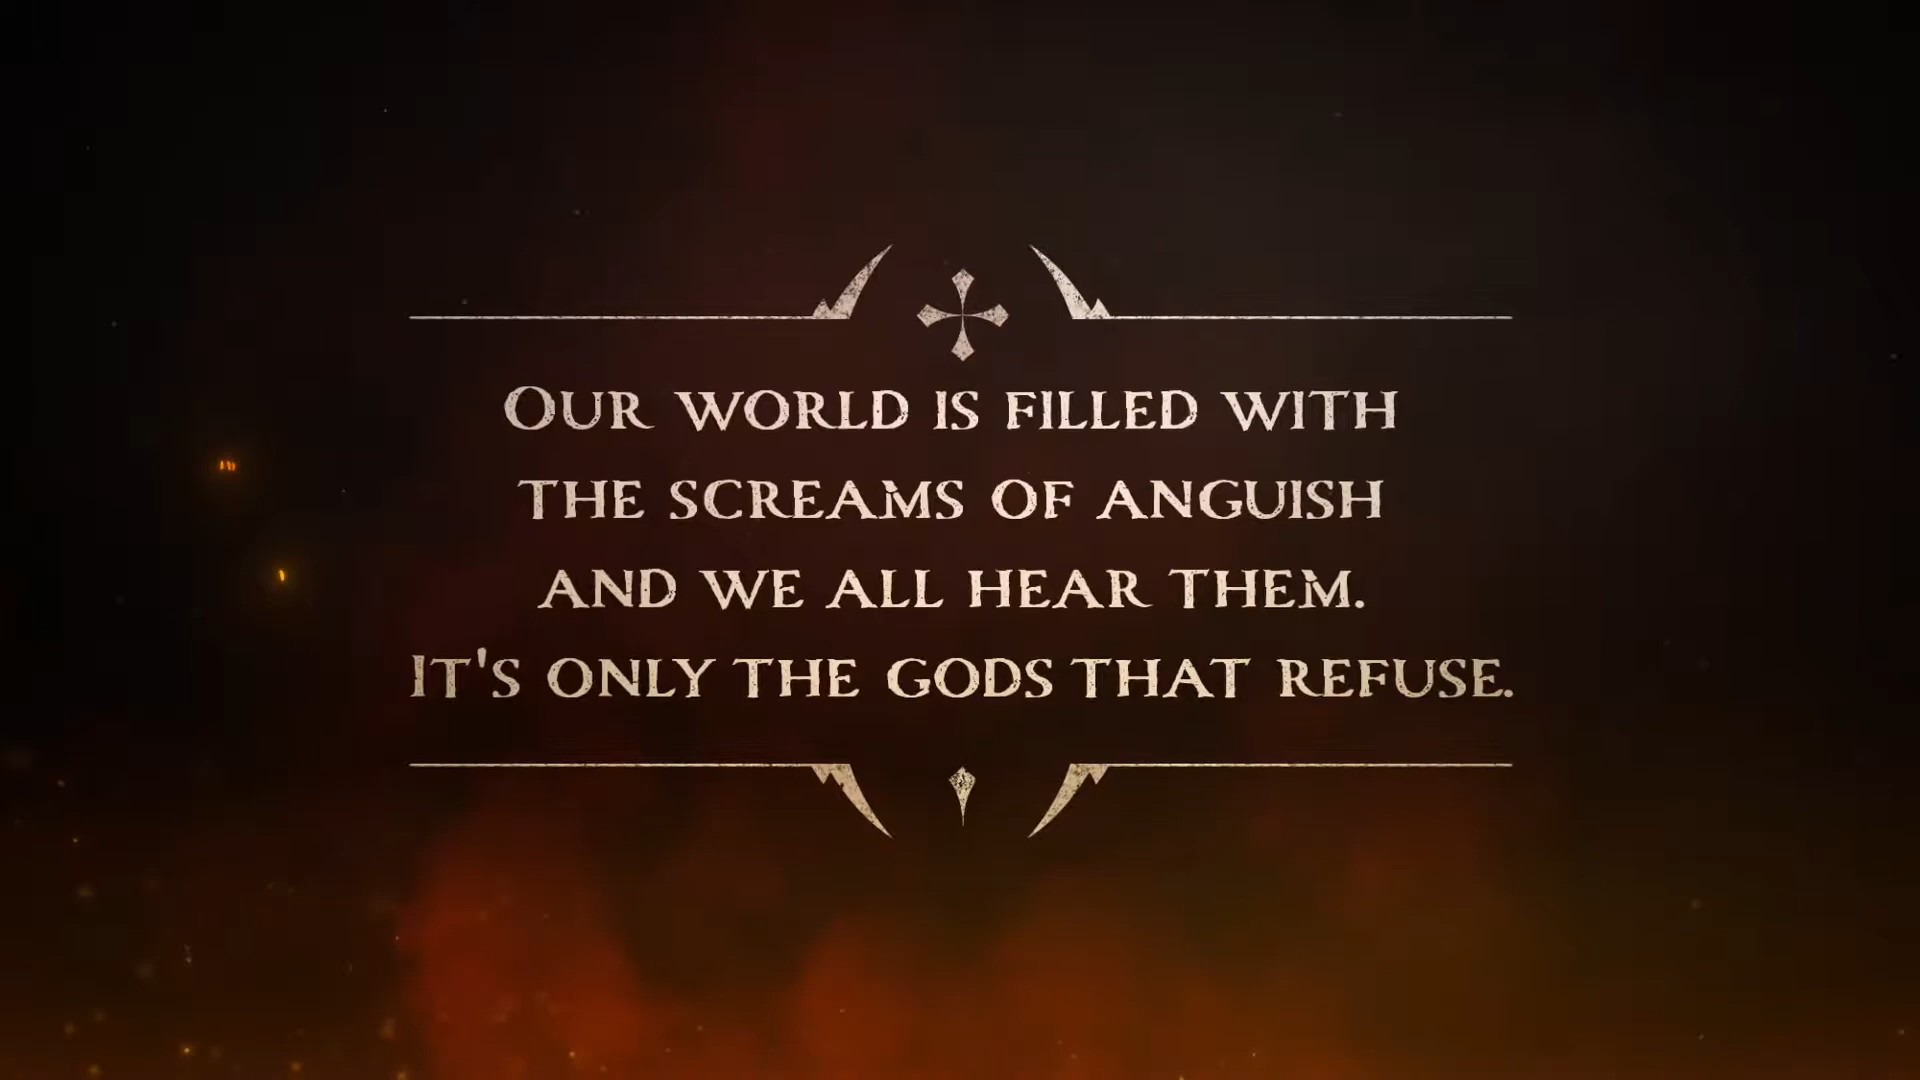 Our world is filled with
the screams of anguish
and we all hear them.
It's only the gods that refuse.